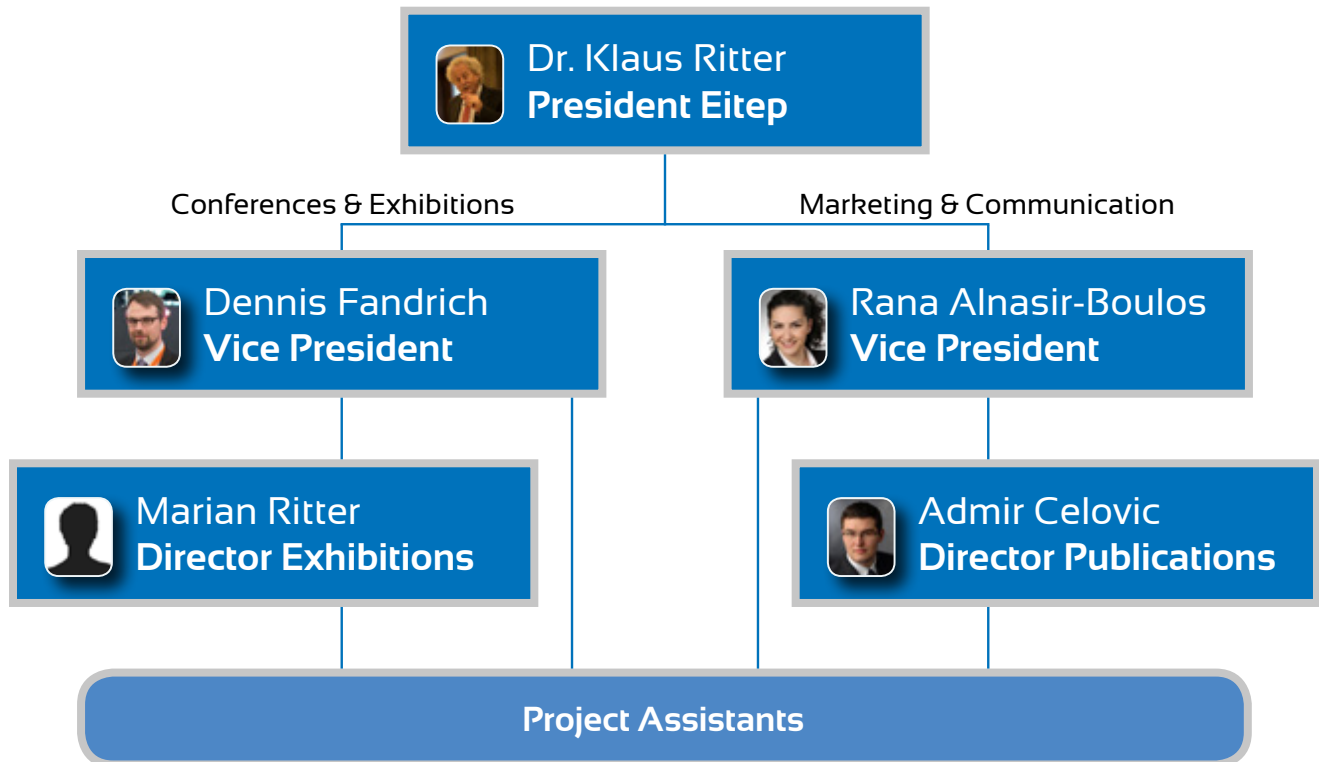 Dr. Klaus Ritter
President Eitep
Conferences & Exhibitions
Marketing & Communication
Dennis Fandrich
Vice President
Rana Alnasir-Boulos
Vice President
Marian Ritter
Director Exhibitions
Admir Celovic
Director Publications
Project Assistants